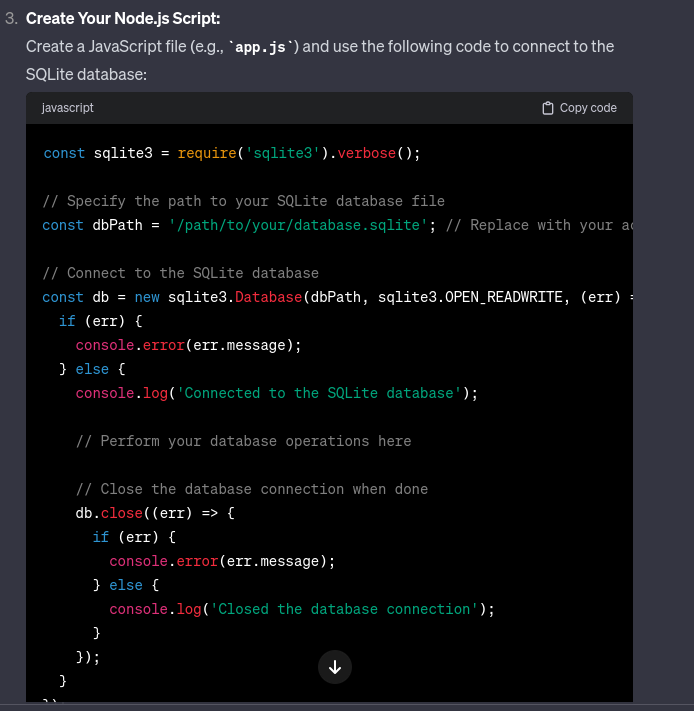 3. Create Your Node.js Script:
Create a JavaScript file (e.g., `app.js`) and use the following code to connect to the
SQLite database:
javascript
Copy code
const sqlite3 = require('sqlite3').verbose();
// Specify the path to your SQLite database file
const dbPath = '/path/to/your/database.sqlite'; // Replace with your
// Connect to the SQLite database
const db = new sqlite3.Database(dbPath, sqlite3.OPEN_READWRITE, (err) =
if (err) {
console.error(err.message);
} else {
console.log('Connected to the SQLite database');
// Perform your database operations here
// Close the database connection when done
db.close((err) => {
if (err) {
console.error(err.message);
} else {
console.log('Closed the database connection');
}
});
}